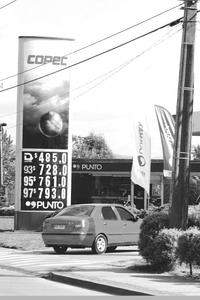 COPEC
D $485.0
93 $728.0
95 $761.0
97 $793.0
PUNTO
PUNTO